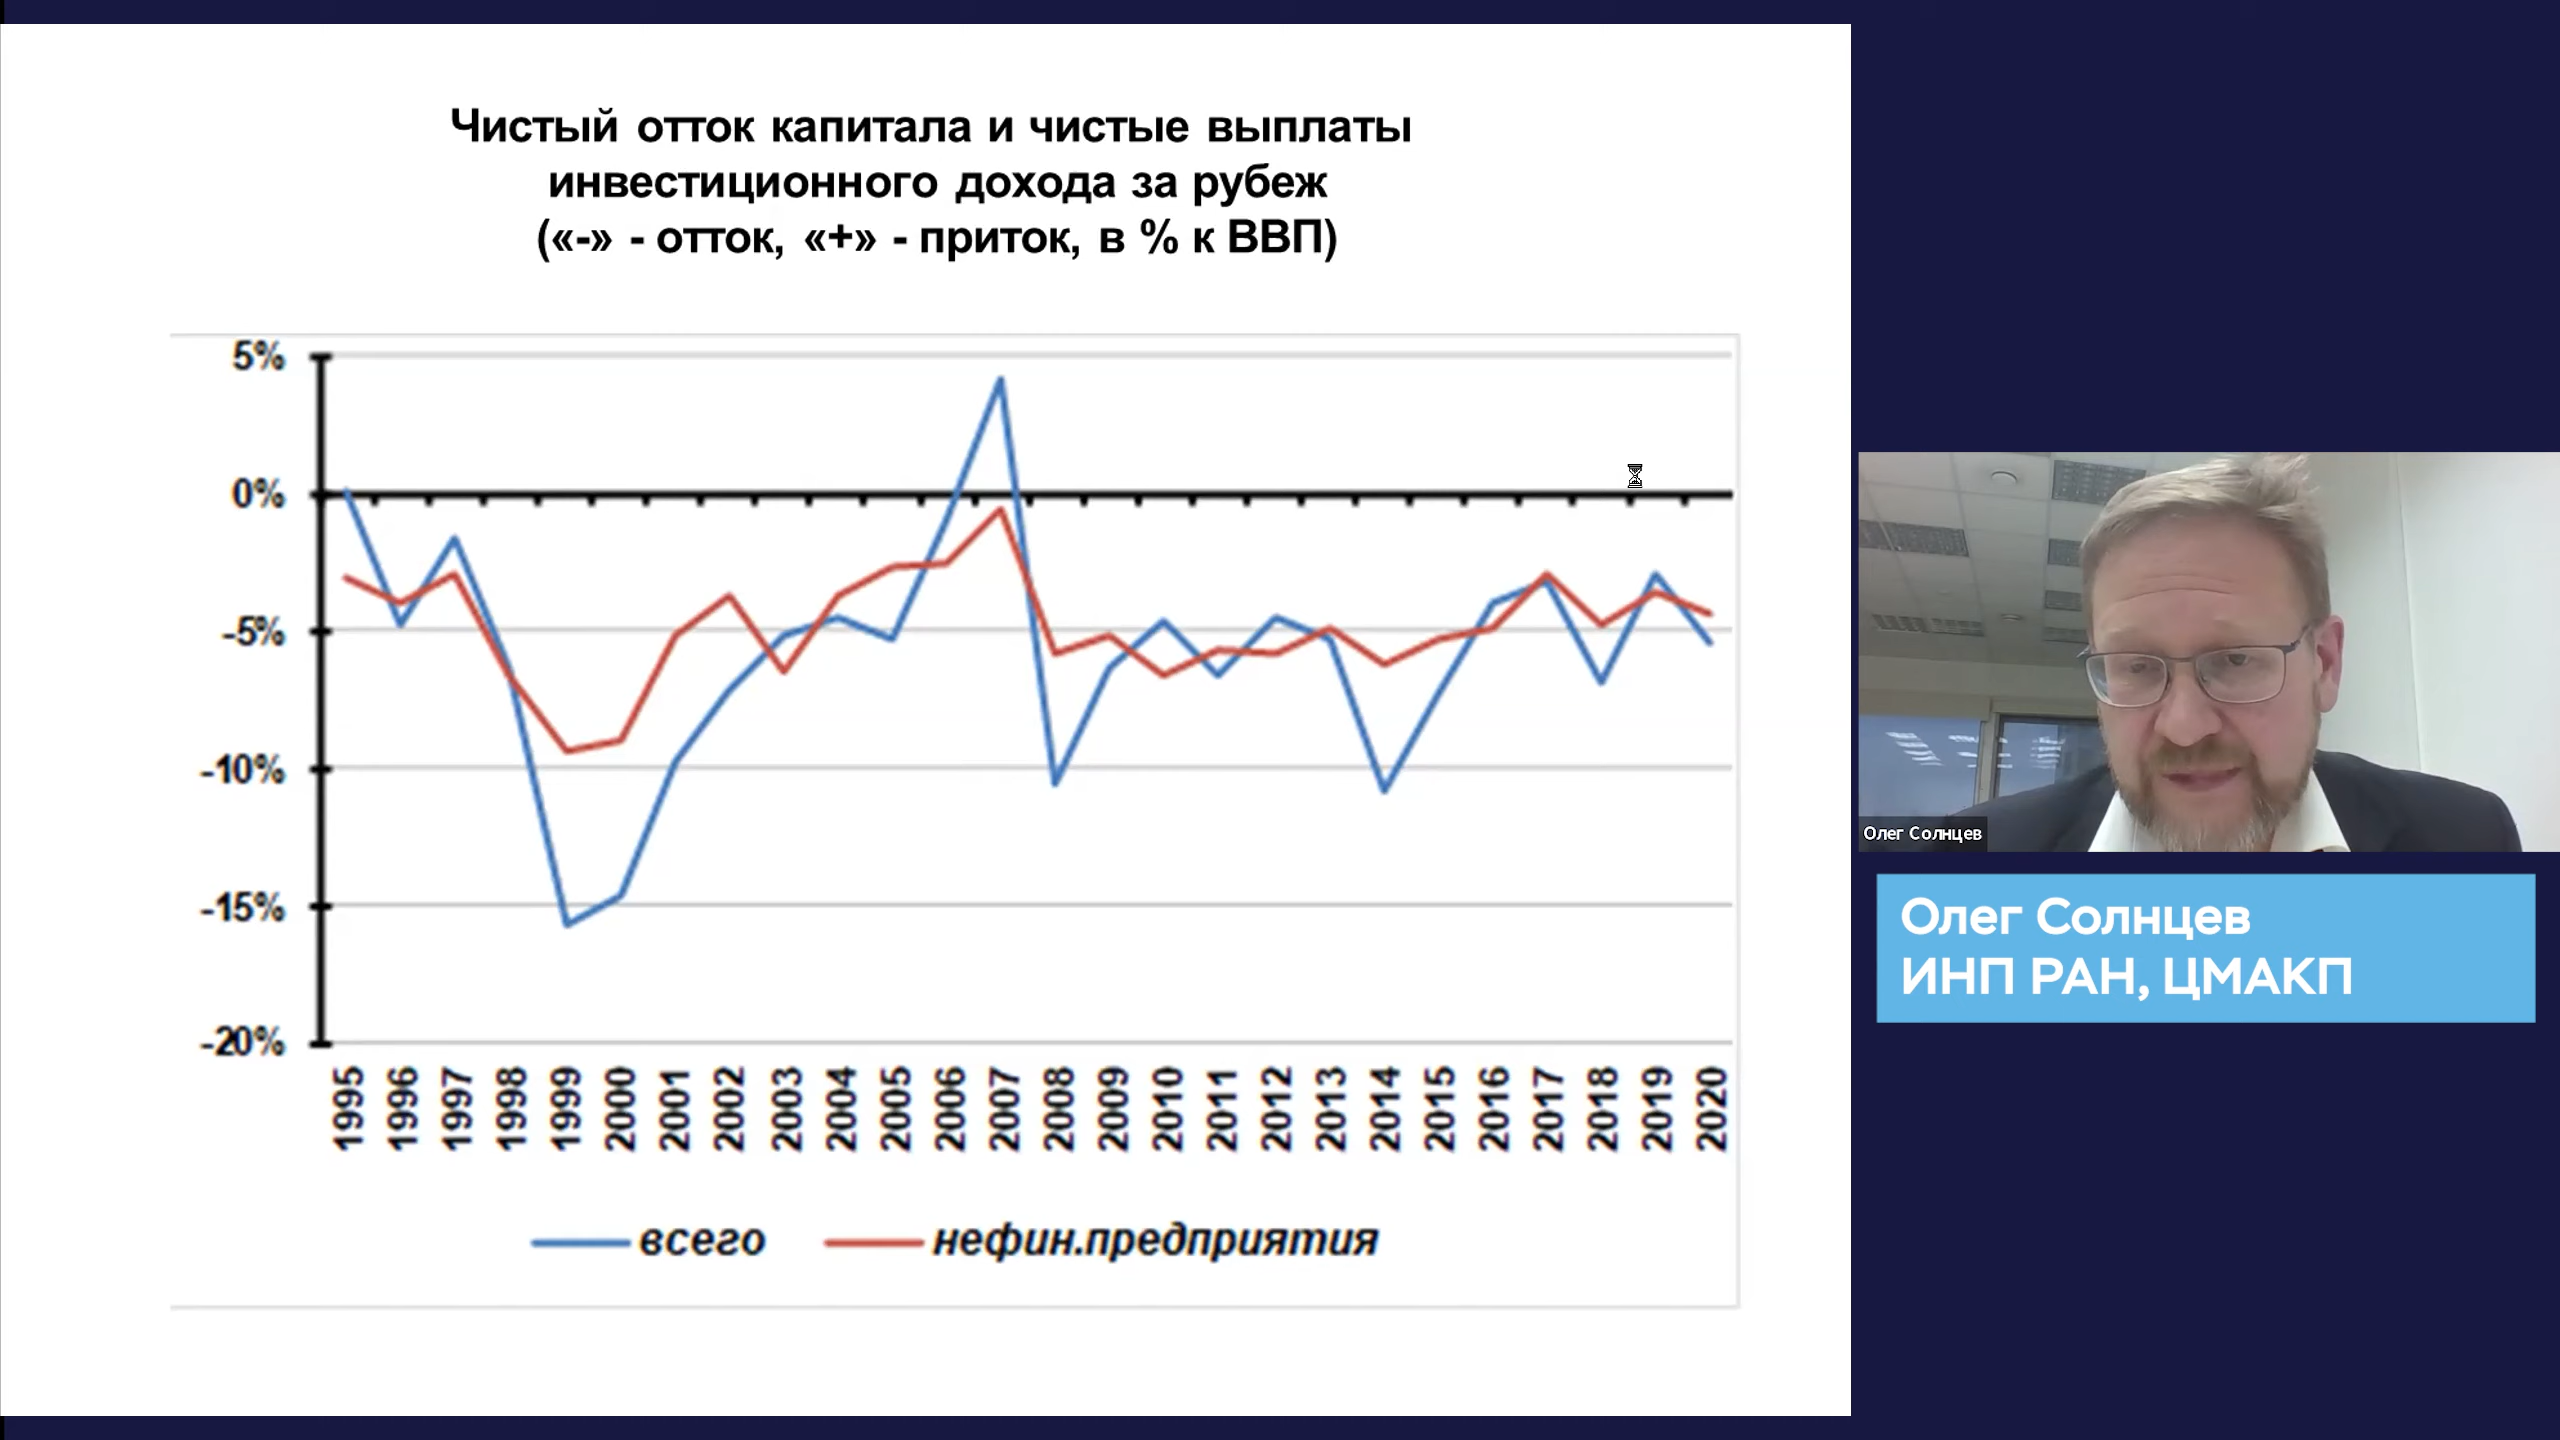 Чистый отток капитала и чистые выплаты
инвестиционного дохода за рубеж
(«-» - отток, «+» - приток, в % к ВВП)
5%
0%
-5%
-10%
-15%
-20%
1995 1996 1997 1998 1999 2000 2001 2002 2003 2004 2005 2006 2007 2008 2009 2010 2011 2012 2013 2014 2015 2016 2017 2018 2019 2020
всего нефин.предприятия
Олег Солнцев
Олег Солнцев
ИНП РАН, ЦМАКП